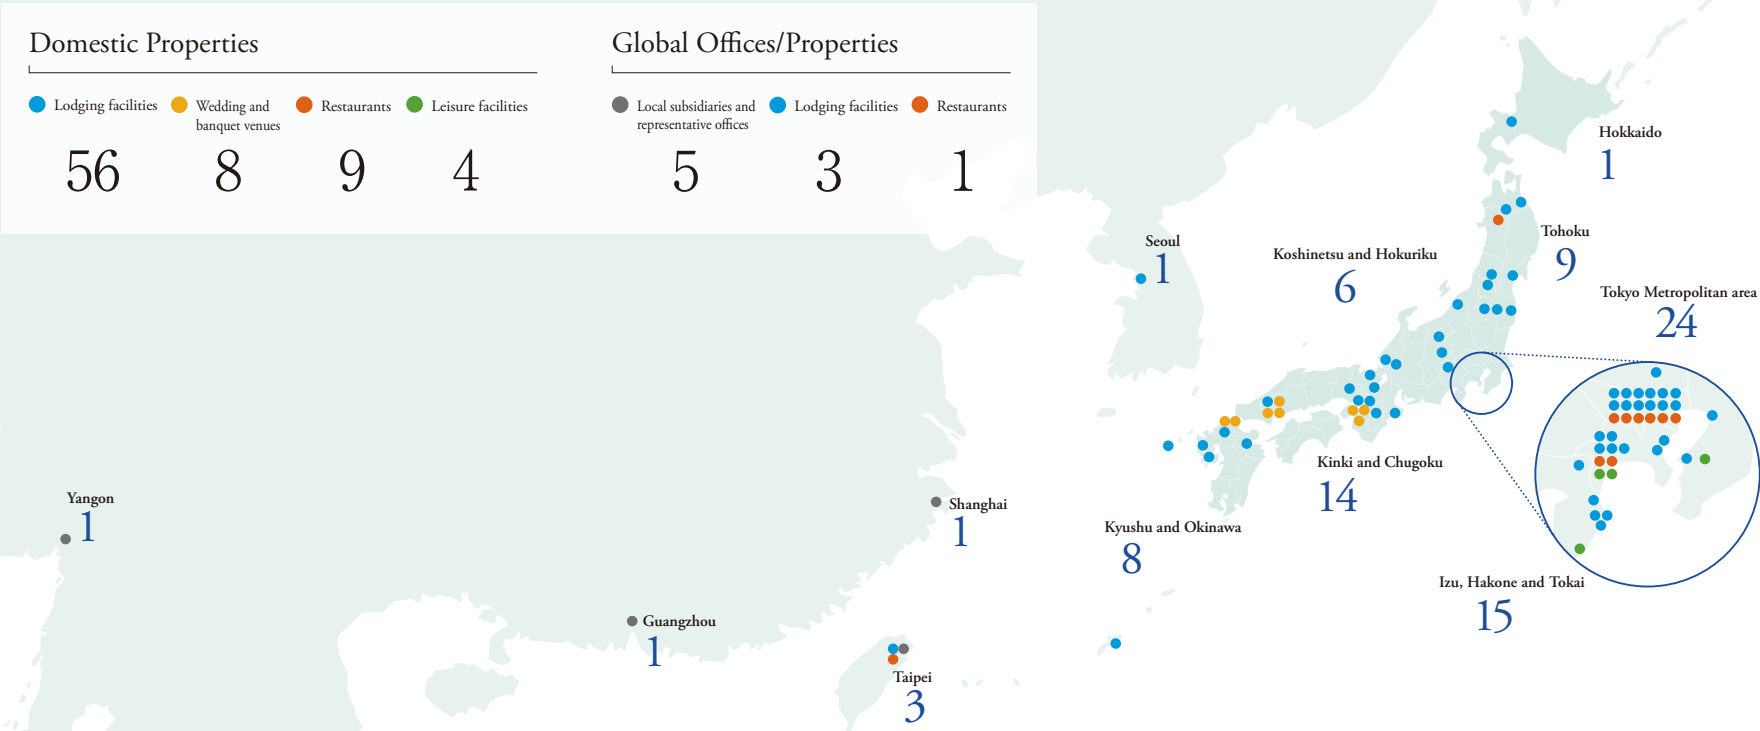 Domestic Properties
Lodging facilities
Wedding and
banquet venues
Restaurants
Leisure facilities
56
8
9
4
Global Offices/Properties
Local subsidiaries and
representative offices
Lodging facilities
Restaurants
5
3
1
Hokkaido
1
Tohoku
9
Seoul
1
Koshinetsu and Hokuriku
6
Tokyo Metropolitan area
24
Kinki and Chugoku
14
Yangon
1
Shanghai
1
Kyushu and Okinawa
8
Izu, Hakone and Tokai
15
Guangzhou
1
Taipei
3